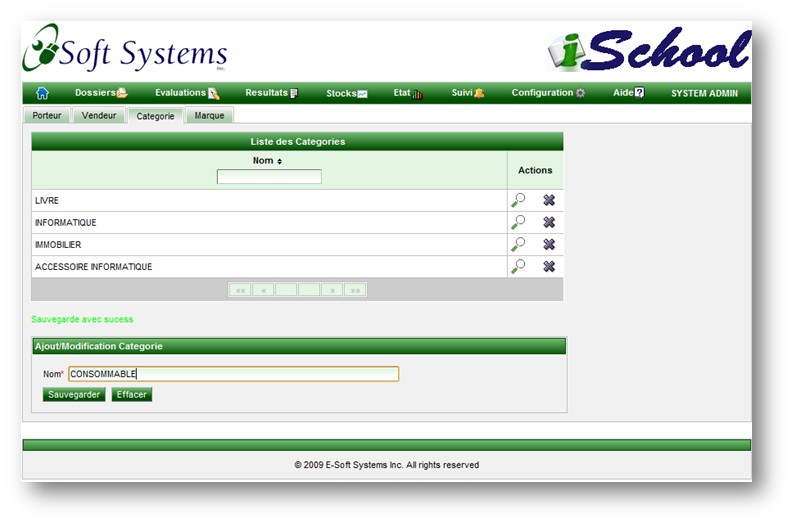 Soft Systems Inc.
iSchool
Dossiers Evaluations Resultats Stocks Etat Suivi Configuration Aide SYSTEM ADMIN
Porteur Vendeur Categorie Marque
Liste des Categories
Nom
Actions
LIVRE
INFORMATIQUE
IMMOBILIER
ACCESSOIRE INFORMATIQUE
«« « » »»
Sauvegarde avec sucess
Ajout/Modification Categorie
Nom* CONSOMMABLE
Sauvegarder Effacer
© 2009 E-Soft Systems Inc. All rights reserved